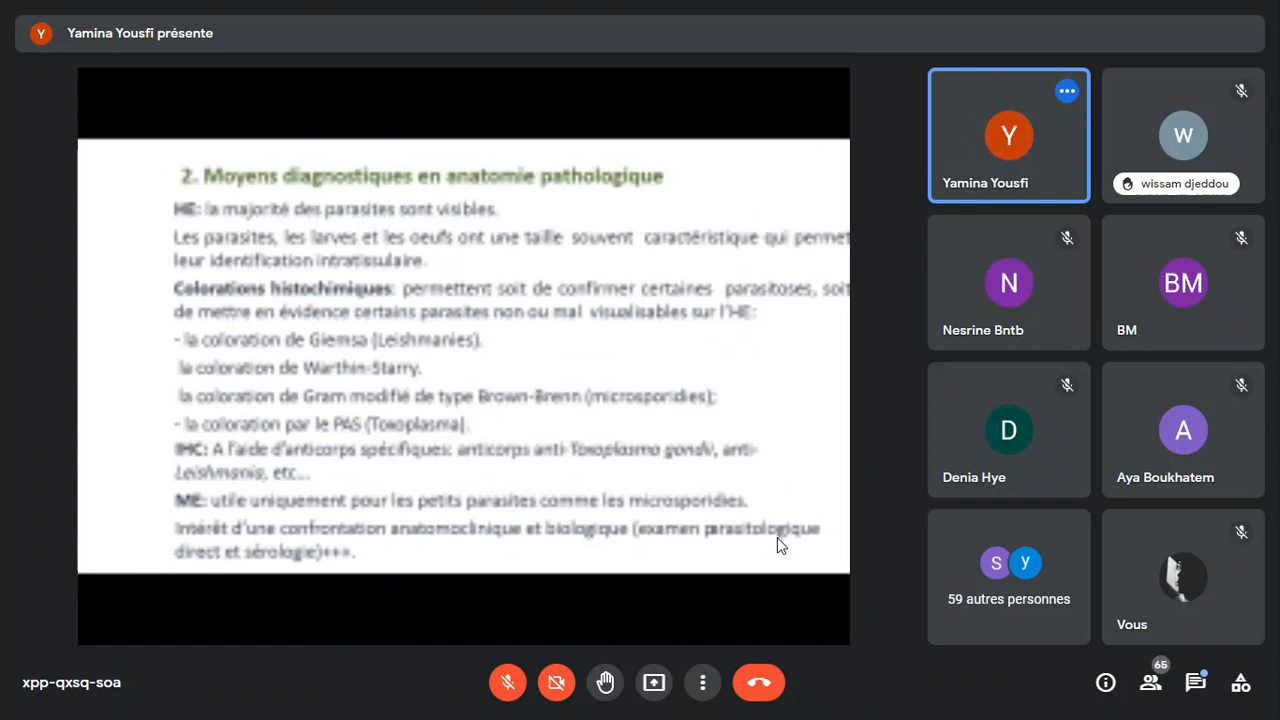 Y
Yamina Yousfi présente
2. Moyens diagnostiques en anatomie pathologique
HE: la majorité des parasites sont visibles.
Les parasites, les larves et les oeufs ont une taille souvent caractéristique qui permet
leur identification intratissulaire.
Colorations histochimiques: permettent soit de confirmer certaines parasitoses, soit
de mettre en évidence certains parasites non ou mal visualisables sur l'HE:
- la coloration de Giemsa (Leishmanies).
la coloration de Warthin-Starry.
la coloration de Gram modifié de type Brown-Brenn (microsporidies);
- la coloration par le PAS (Toxoplasma).
IHC: A l'aide d'anticorps spécifiques: anticorps anti-Toxoplasma gondii, anti-
Leishmania, etc...
ME: utile uniquement pour les petits parasites comme les microsporidies.
Intérêt d'une confrontation anatomoclinique et biologique (examen parasitologique
direct et sérologie)+++.
Y
Yamina Yousfi
W
wissam djeddou
N
Nesrine Bntb
BM
BM
D
Denia Hye
A
Aya Boukhatem
S y
59 autres personnes
Vous
xpp-qxsq-soa
65